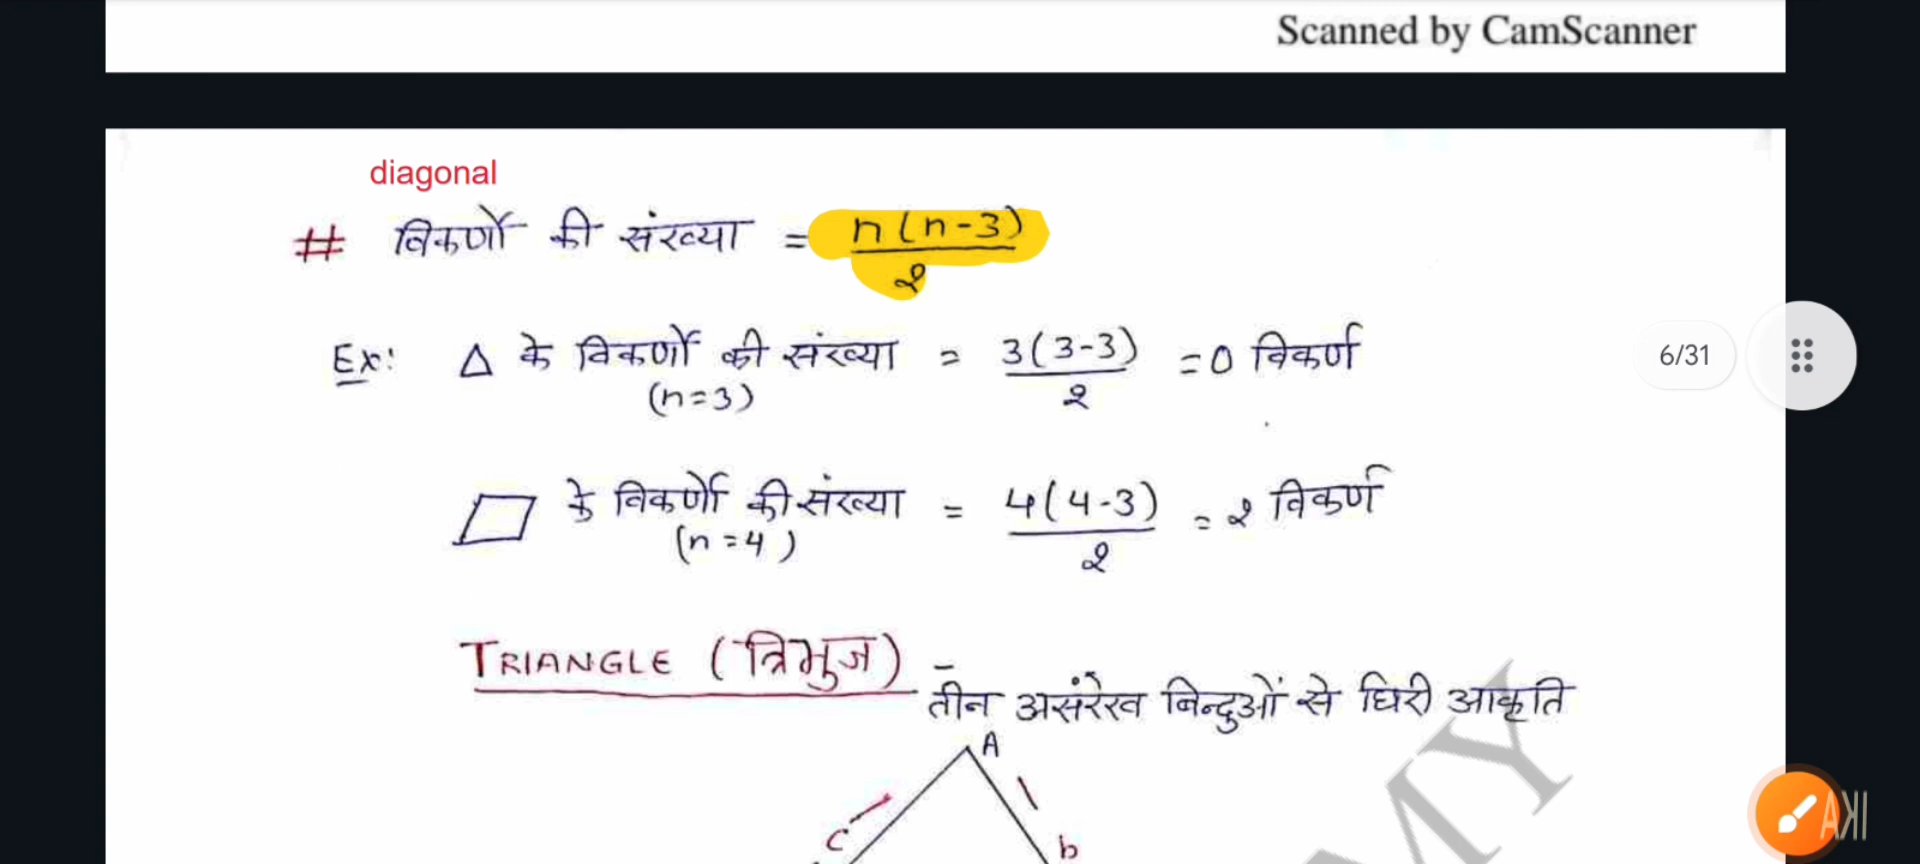 Scanned by CamScanner
diagonal
# विकर्णों की संख्या = n(n-3)/2
Ex: △ के विकर्णों की संख्या = 3(3-3)/2 = 0 विकर्ण
(n=3)
6/31
▱ के विकर्णों की संख्या = 4(4-3)/2 = 2 विकर्ण
(n=4)
TRIANGLE (त्रिभुज) -
तीन असंरेख बिन्दुओं से घिरी आकृति
A
c
b
MY